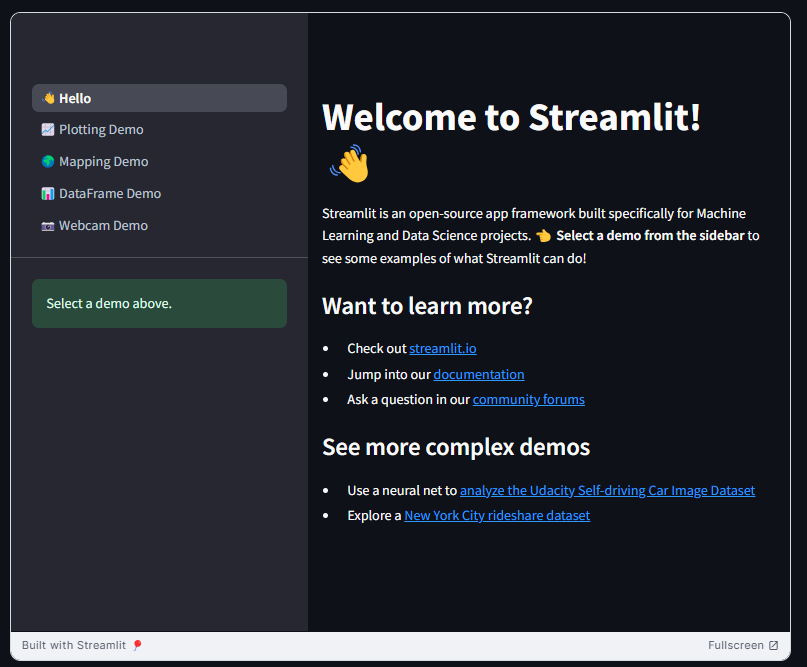 👋 Hello
📈 Plotting Demo
🌍 Mapping Demo
📊 DataFrame Demo
📷 Webcam Demo
Select a demo above.
Welcome to Streamlit!
👋
Streamlit is an open-source app framework built specifically for Machine
Learning and Data Science projects. 👈 Select a demo from the sidebar to
see some examples of what Streamlit can do!
Want to learn more?
• Check out streamlit.io
• Jump into our documentation
• Ask a question in our community forums
See more complex demos
• Use a neural net to analyze the Udacity Self-driving Car Image Dataset
• Explore a New York City rideshare dataset
Built with Streamlit 🎈
Fullscreen